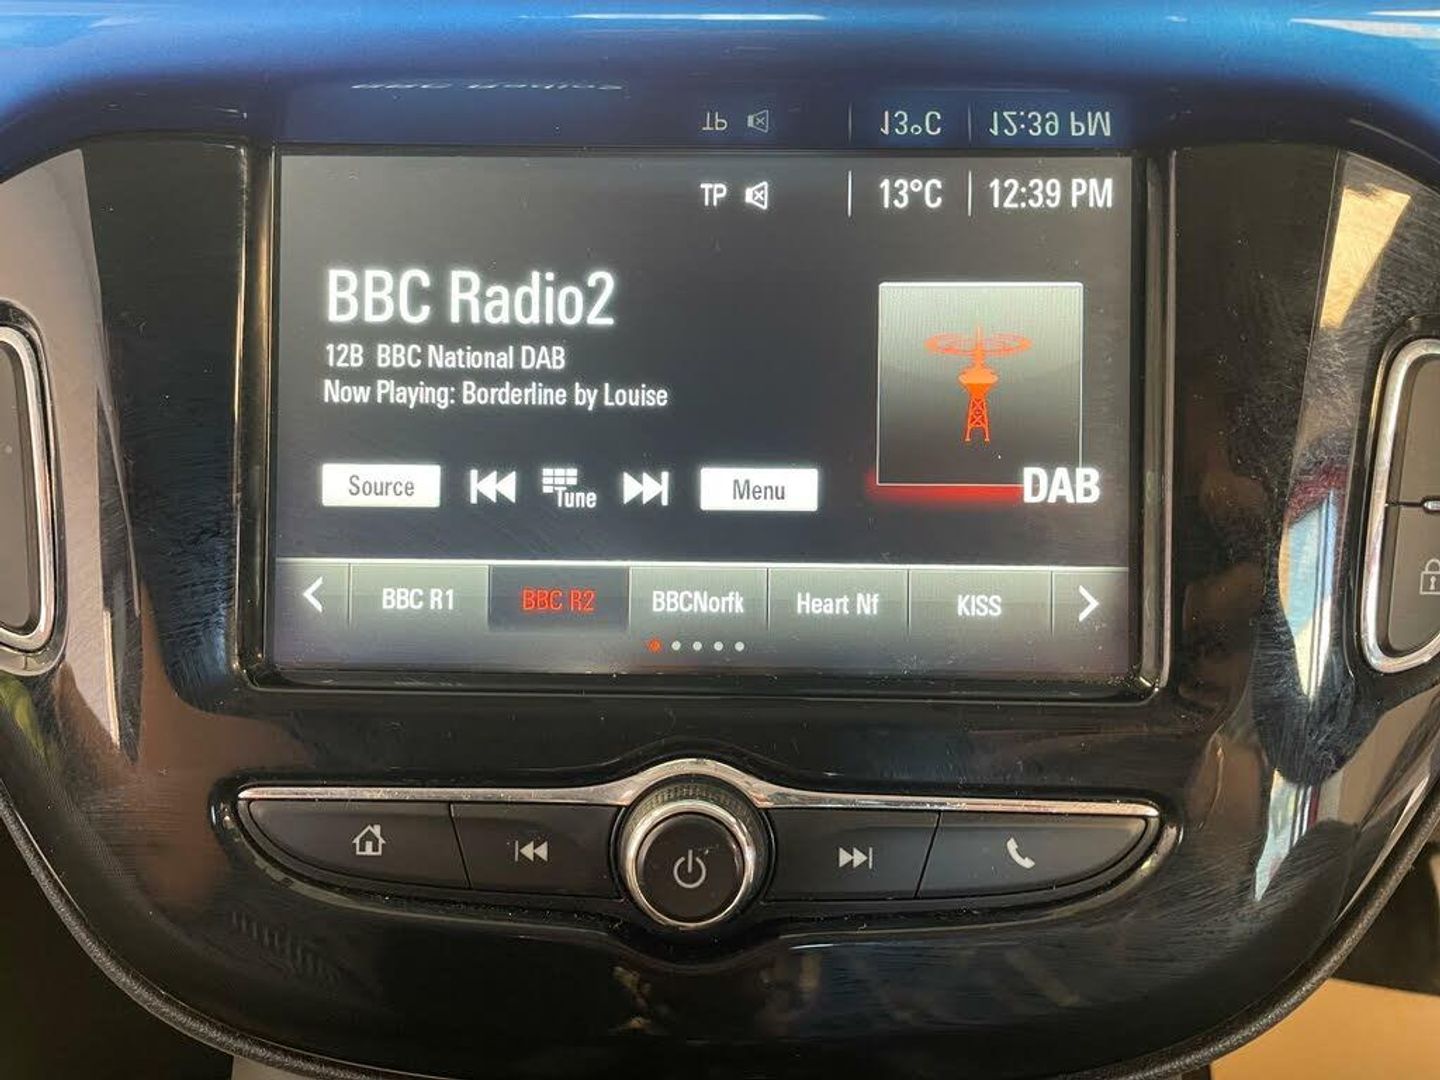 TP 13°C 12:39 PM
BBC Radio2
12B BBC National DAB
Now Playing: Borderline by Louise
DAB
Source Tune Menu
BBC R1 BBC R2 BBCNorfk Heart Nf KISS